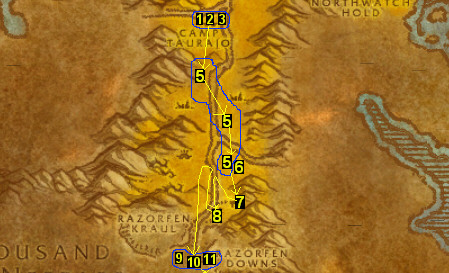 NORTHWATCH
HOLD
1 2 3
CAMP
TAURAJO
5
5
5 6
7
8
RAZORFEN
KRAUL
9 10 11
RAZORFEN
DOWNS
OUSAND